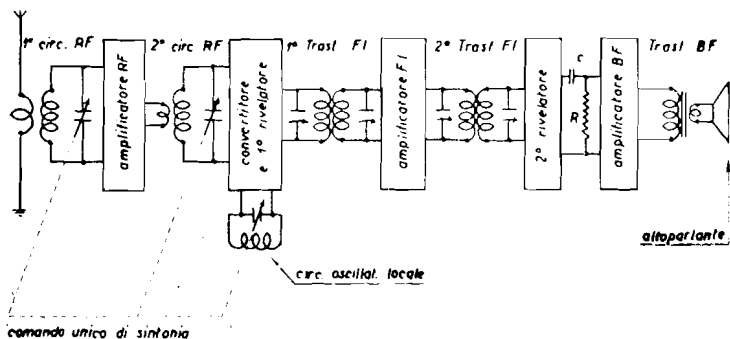 1° circ. RF
amplificatore RF
2° circ RF
convertitore e 1° rivelatore
1° Trasf FI
amplificatore FI
2° Trasf FI
2° rivelatore
C
R
amplificatore BF
Trasf BF
altoparlante
circ. oscillat. locale
comando unico di sintonia